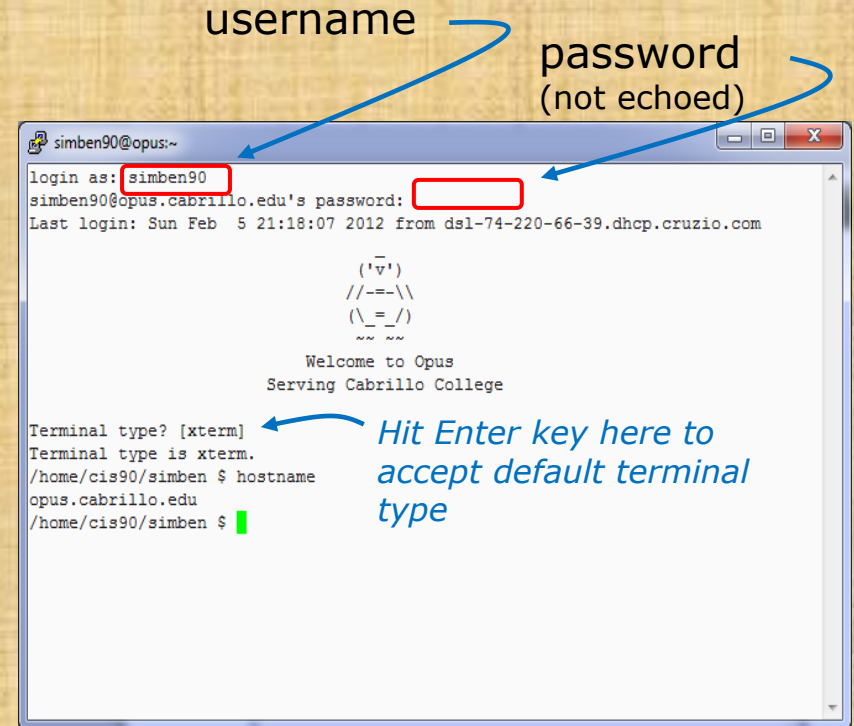 username
password
(not echoed)
simben90@opus:~
login as: simben90
simben90@opus.cabrillo.edu's password:
Last login: Sun Feb  5 21:18:07 2012 from dsl-74-220-66-39.dhcp.cruzio.com
_
('v')
//-=-\\
(\_=_/)
~~ ~~
Welcome to Opus
Serving Cabrillo College
Terminal type? [xterm]
Hit Enter key here to
accept default terminal
type
Terminal type is xterm.
/home/cis90/simben $ hostname
opus.cabrillo.edu
/home/cis90/simben $